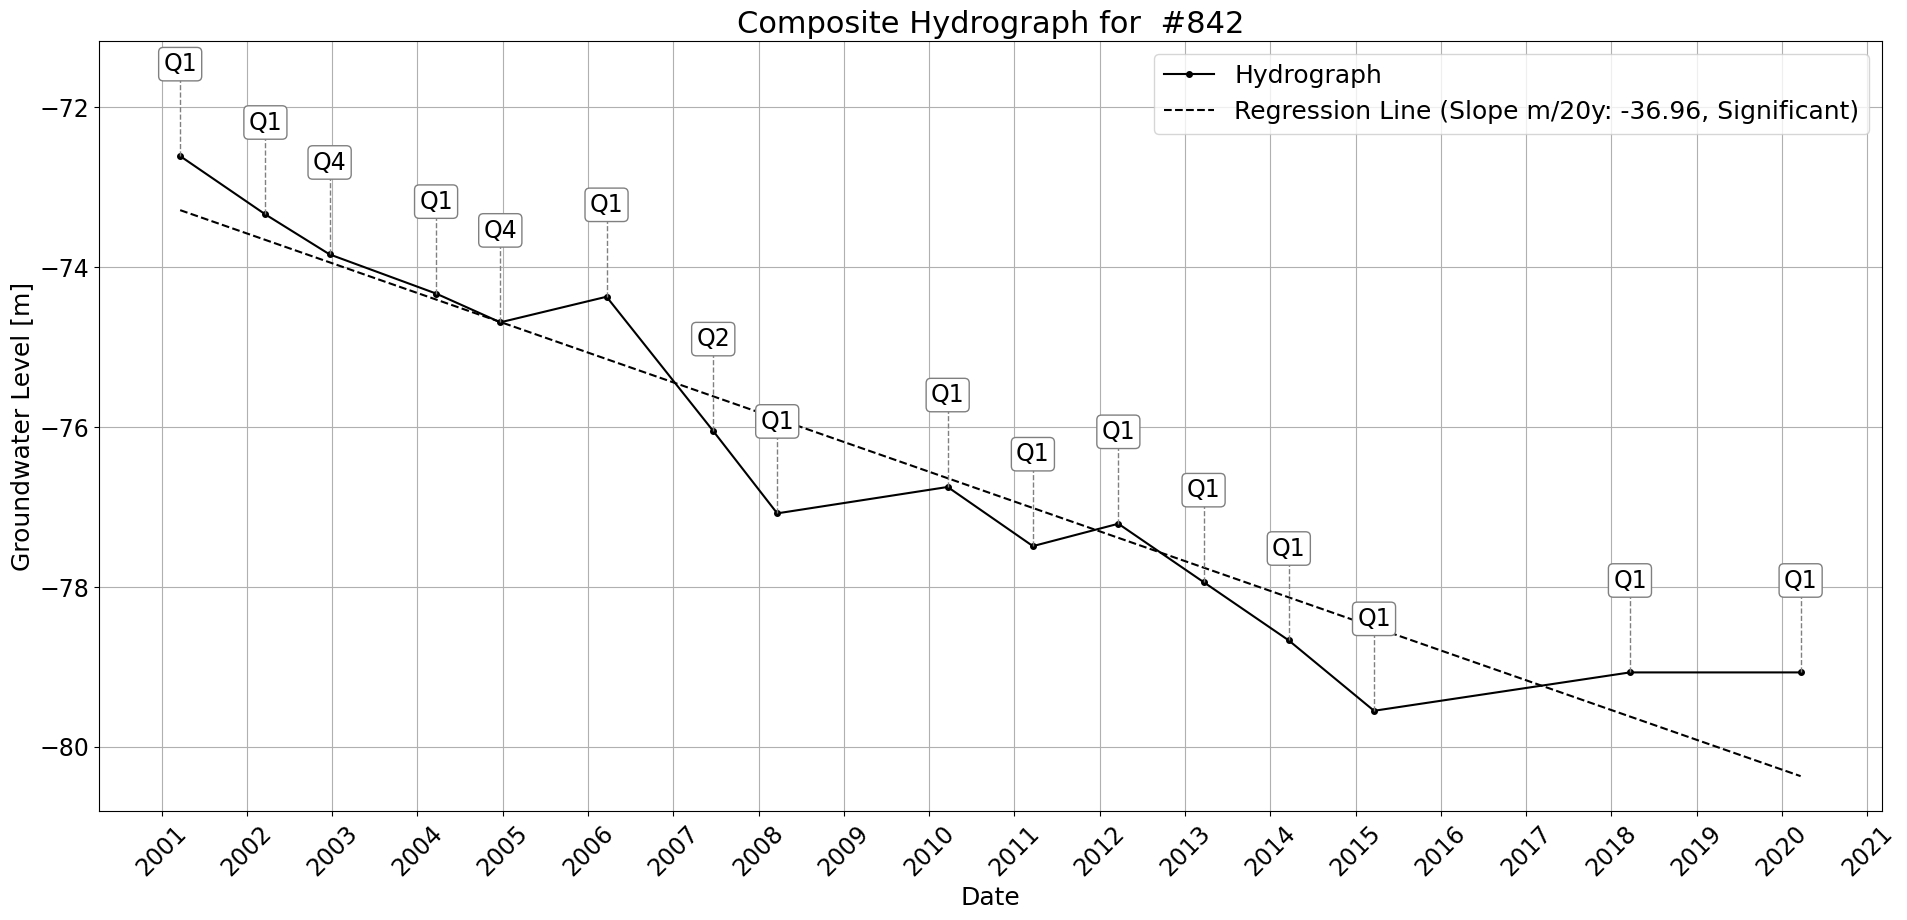 Composite Hydrograph for  #842
Hydrograph
Regression Line (Slope m/20y: -36.96, Significant)
Q1
Q1
Q4
Q1
Q4
Q1
Q2
Q1
Q1
Q1
Q1
Q1
Q1
Q1
Q1
Q1
Groundwater Level [m]
−72
−74
−76
−78
−80
2001
2002
2003
2004
2005
2006
2007
2008
2009
2010
2011
2012
2013
2014
2015
2016
2017
2018
2019
2020
2021
Date